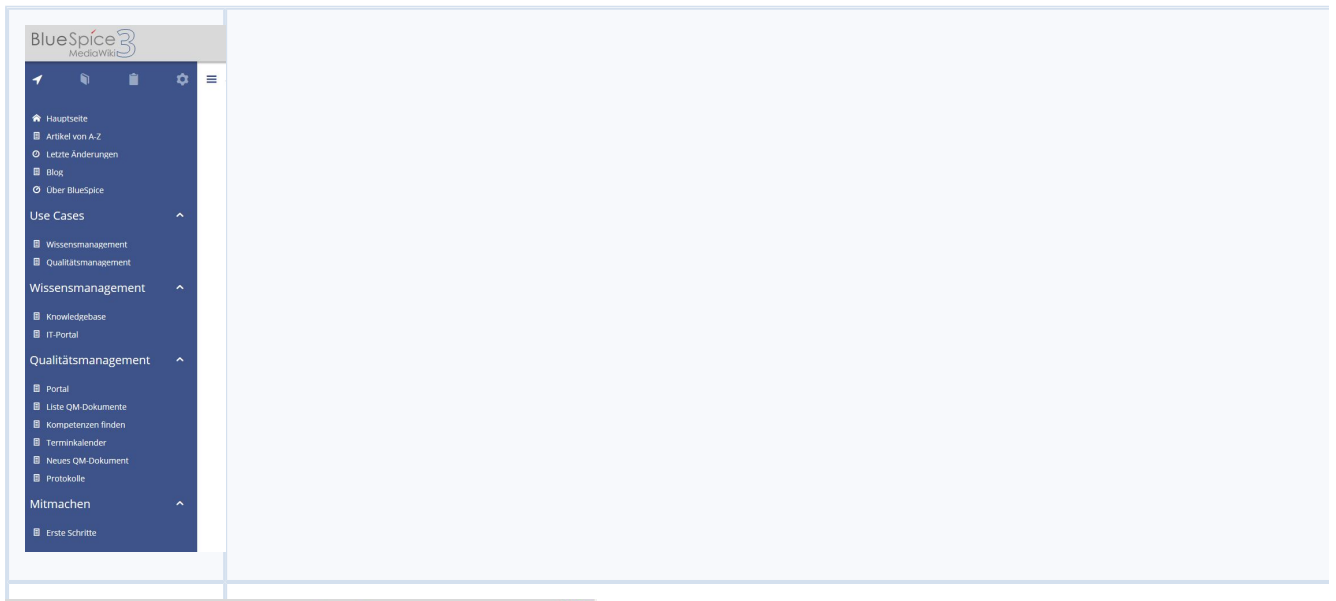 BlueSpice 3
MediaWiki
Hauptseite
Artikel von A-Z
Letzte Änderungen
Blog
Über BlueSpice
Use Cases
Wissensmanagement
Qualitätsmanagement
Wissensmanagement
Knowledgebase
IT-Portal
Qualitätsmanagement
Portal
Liste QM-Dokumente
Kompetenzen finden
Terminkalender
Neues QM-Dokument
Protokolle
Mitmachen
Erste Schritte